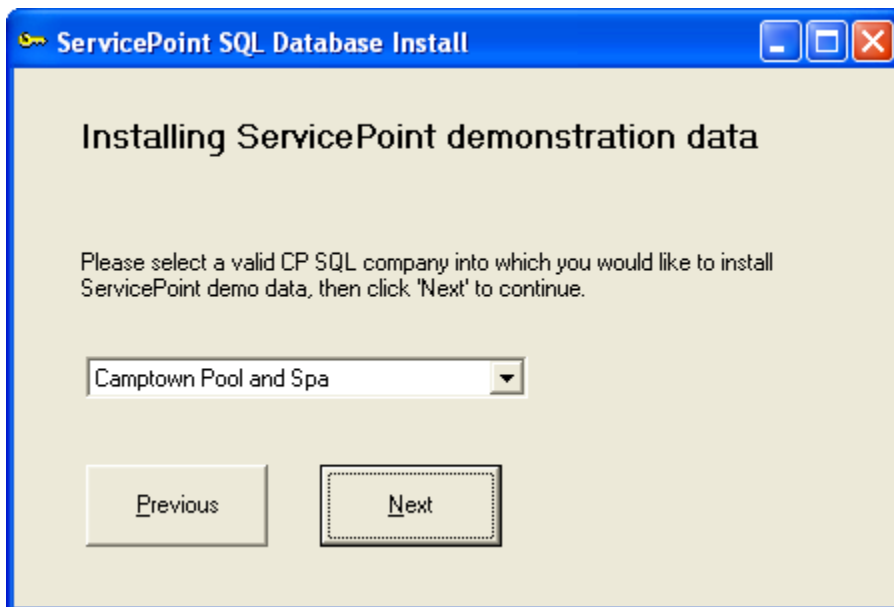 ServicePoint SQL Database Install
Installing ServicePoint demonstration data
Please select a valid CP SQL company into which you would like to install
ServicePoint demo data, then click 'Next' to continue.
Camptown Pool and Spa
Previous
Next